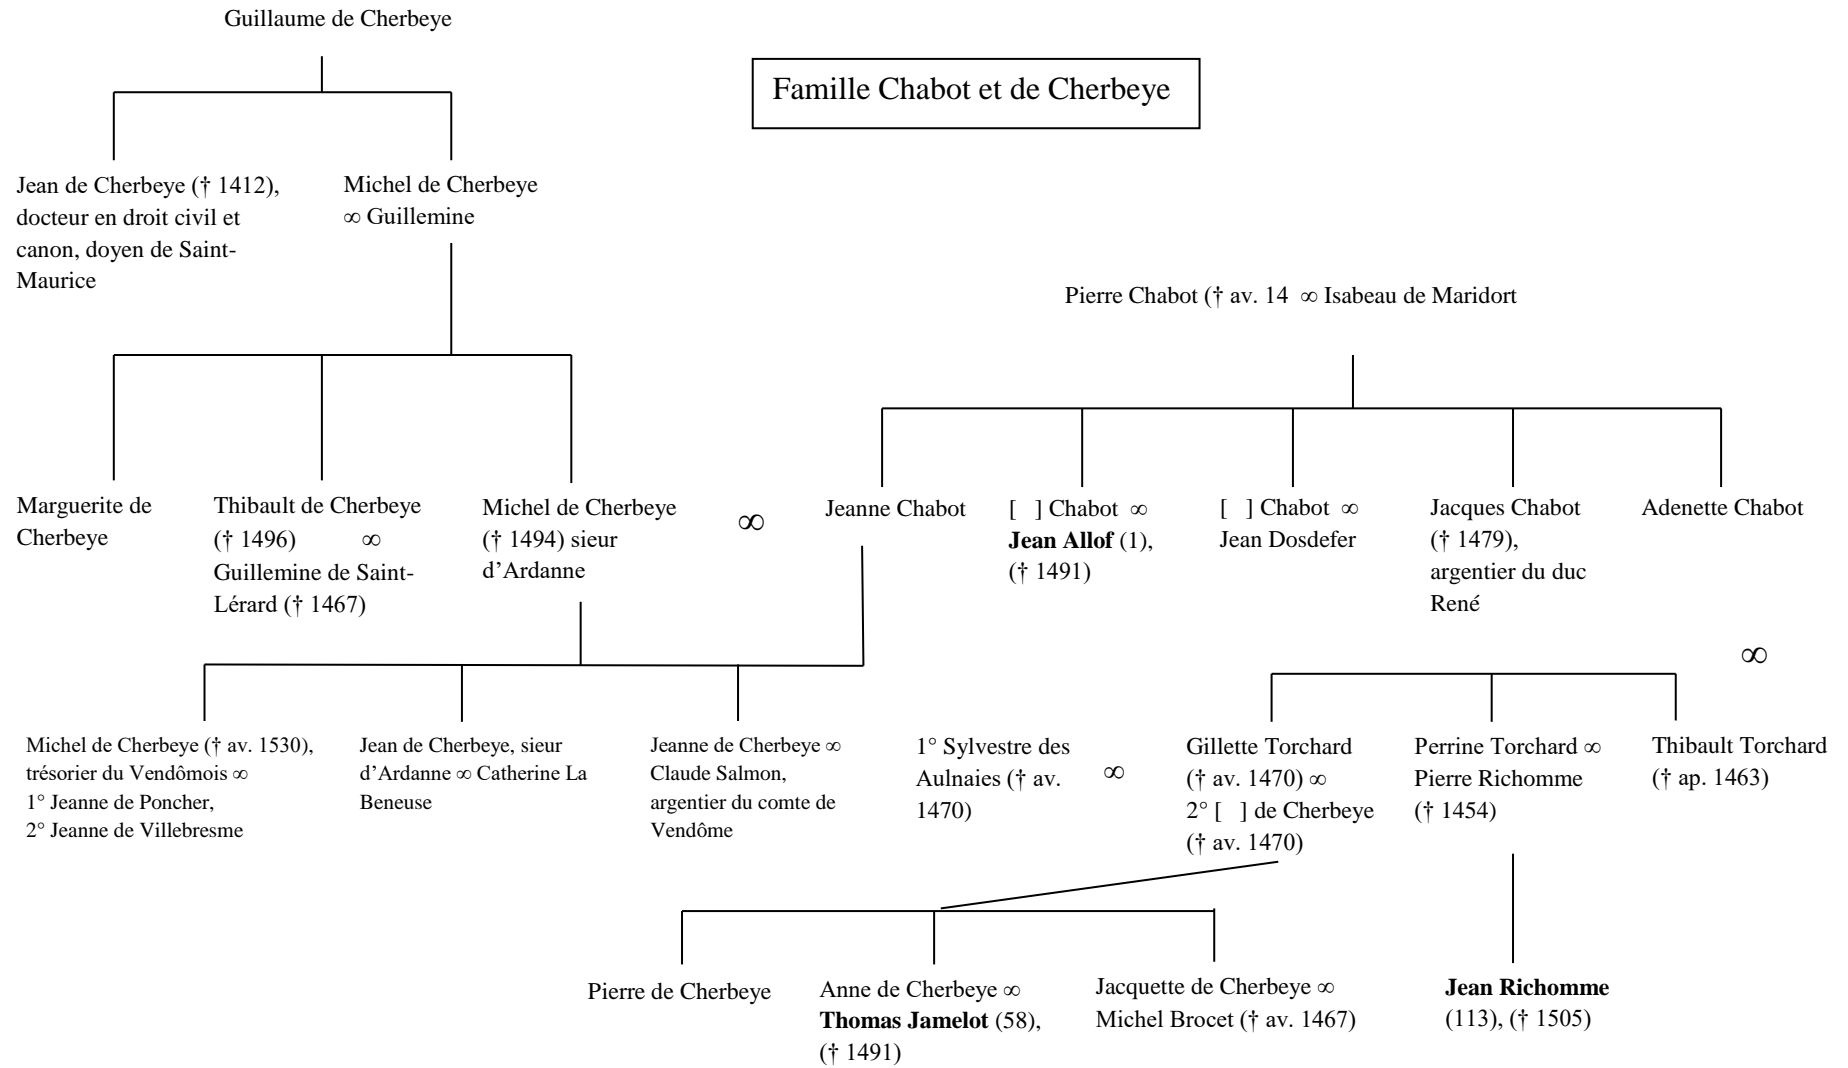 Guillaume de Cherbeye
Famille Chabot et de Cherbeye
Jean de Cherbeye († 1412),
docteur en droit civil et
canon, doyen de Saint-
Maurice
Michel de Cherbeye
∞ Guillemine
Pierre Chabot († av. 14 ∞ Isabeau de Maridort
Marguerite de
Cherbeye
Thibault de Cherbeye
(† 1496) ∞
Guillemine de Saint-
Lérard († 1467)
Michel de Cherbeye
(† 1494) sieur
d’Ardanne
∞
Jeanne Chabot
[ ] Chabot ∞
Jean Allof (1),
(† 1491)
[ ] Chabot ∞
Jean Dosdefer
Jacques Chabot
(† 1479),
argentier du duc
René
Adenette Chabot
∞
Michel de Cherbeye († av. 1530),
trésorier du Vendômois ∞
1° Jeanne de Poncher,
2° Jeanne de Villebresme
Jean de Cherbeye, sieur
d’Ardanne ∞ Catherine La
Beneuse
Jeanne de Cherbeye ∞
Claude Salmon,
argentier du comte de
Vendôme
1° Sylvestre des
Aulnaies († av.
1470)
∞
Gillette Torchard
(† av. 1470) ∞
2° [ ] de Cherbeye
(† av. 1470)
Perrine Torchard ∞
Pierre Richomme
(† 1454)
Thibault Torchard
(† ap. 1463)
Pierre de Cherbeye
Anne de Cherbeye ∞
Thomas Jamelot (58),
(† 1491)
Jacquette de Cherbeye ∞
Michel Brocet († av. 1467)
Jean Richomme
(113), († 1505)